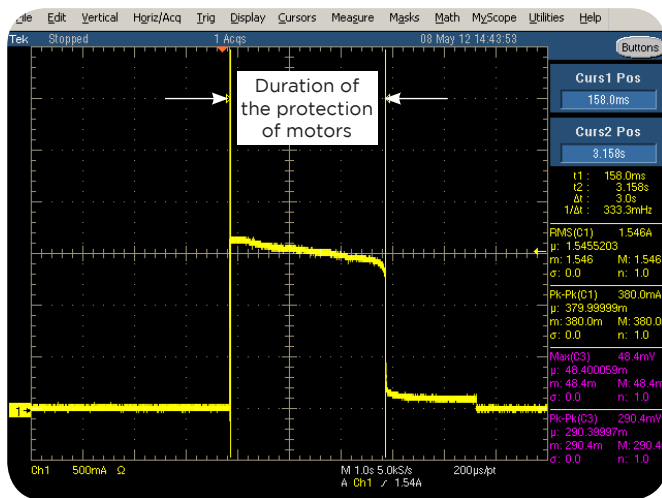 File Edit Vertical Horiz/Acq Trig Display Cursors Measure Masks Math MyScope Utilities Help
Tek Stopped 1 Acqs 08 May 12 14:43:53
Buttons
Duration of
the protection
of motors
Curs1 Pos
158.0ms
Curs2 Pos
3.158s
t1 : 158.0ms
t2 : 3.158s
Δt : 3.0s
1/Δt : 333.3mHz
RMS(C1) 1.546A
μ: 1.5455203
m: 1.546 M: 1.546
σ: 0.0 n: 1.0
Pk-Pk(C1) 380.0mA
μ: 379.99999m
m: 380.0m M: 380.0
σ: 0.0 n: 1.0
Max(C3) 48.4mV
μ: 48.400059m
m: 48.4m M: 48.4m
σ: 0.0 n: 1.0
Pk-Pk(C3) 290.4mV
μ: 290.39997m
m: 290.4m M: 290.4
σ: 0.0 n: 1.0
1
Ch1 500mA Ω M 1.0s 5.0kS/s 200μs/pt
A Ch1 / 1.54A